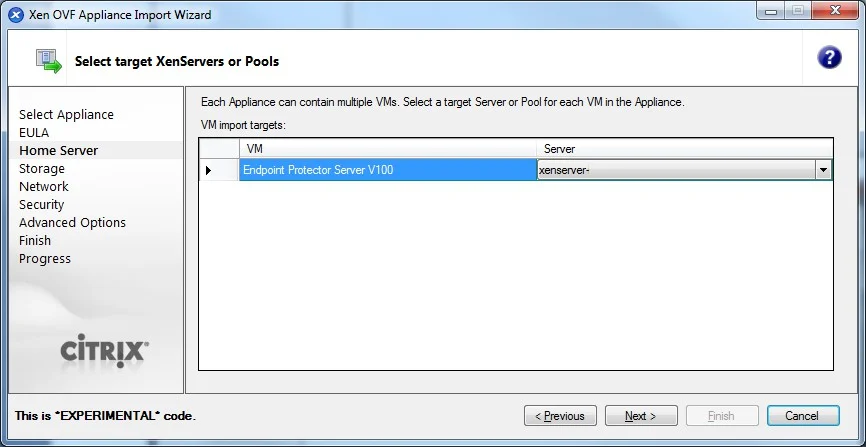 Xen OVF Appliance Import Wizard
Select target XenServers or Pools
?
Select Appliance
EULA
Home Server
Storage
Network
Security
Advanced Options
Finish
Progress
CİTRIX®
Each Appliance can contain multiple VMs. Select a target Server or Pool for each VM in the Appliance.
VM import targets:
VM Server
Endpoint Protector Server V100 xenserver-
This is *EXPERIMENTAL* code.
< Previous Next > Finish Cancel